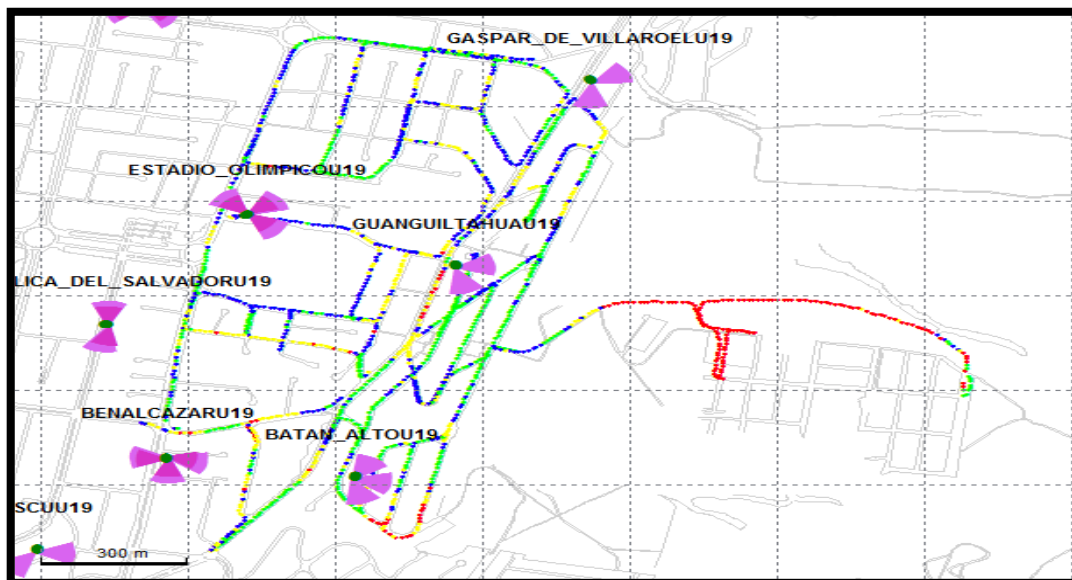 GASPAR_DE_VILLAROELU19
ESTADIO_OLIMPICOU19
GUANGUILTAHUAU19
LICA_DEL_SALVADORU19
BENALCAZARU19
BATAN_ALTOU19
SCUU19
300 m